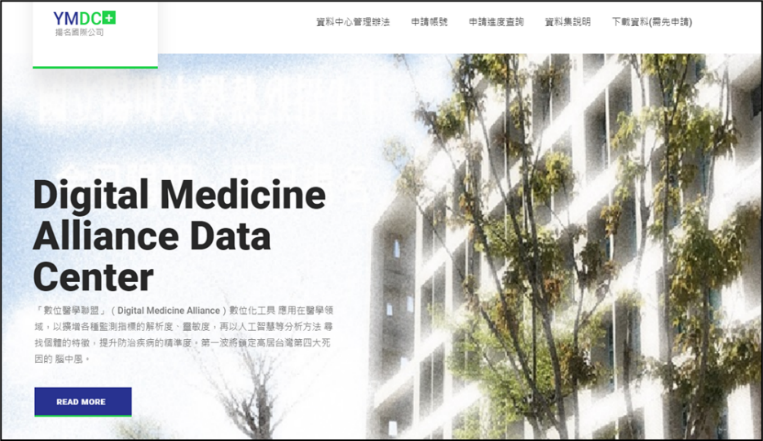 YMDC+
揚名國際公司
資料中心管理辦法 申請帳號 申請進度查詢 資料集說明 下載資料(需先申請)
Digital Medicine
Alliance Data
Center
「數位醫學聯盟」（Digital Medicine Alliance）數位化工具 應用在醫學領
域，以擴增各種監測指標的解析度、靈敏度，再以人工智慧等分析方法 尋
找個體的特徵，提升防治疾病的精準度。第一波將鎖定高居台灣第四大死
因的 腦中風。
READ MORE